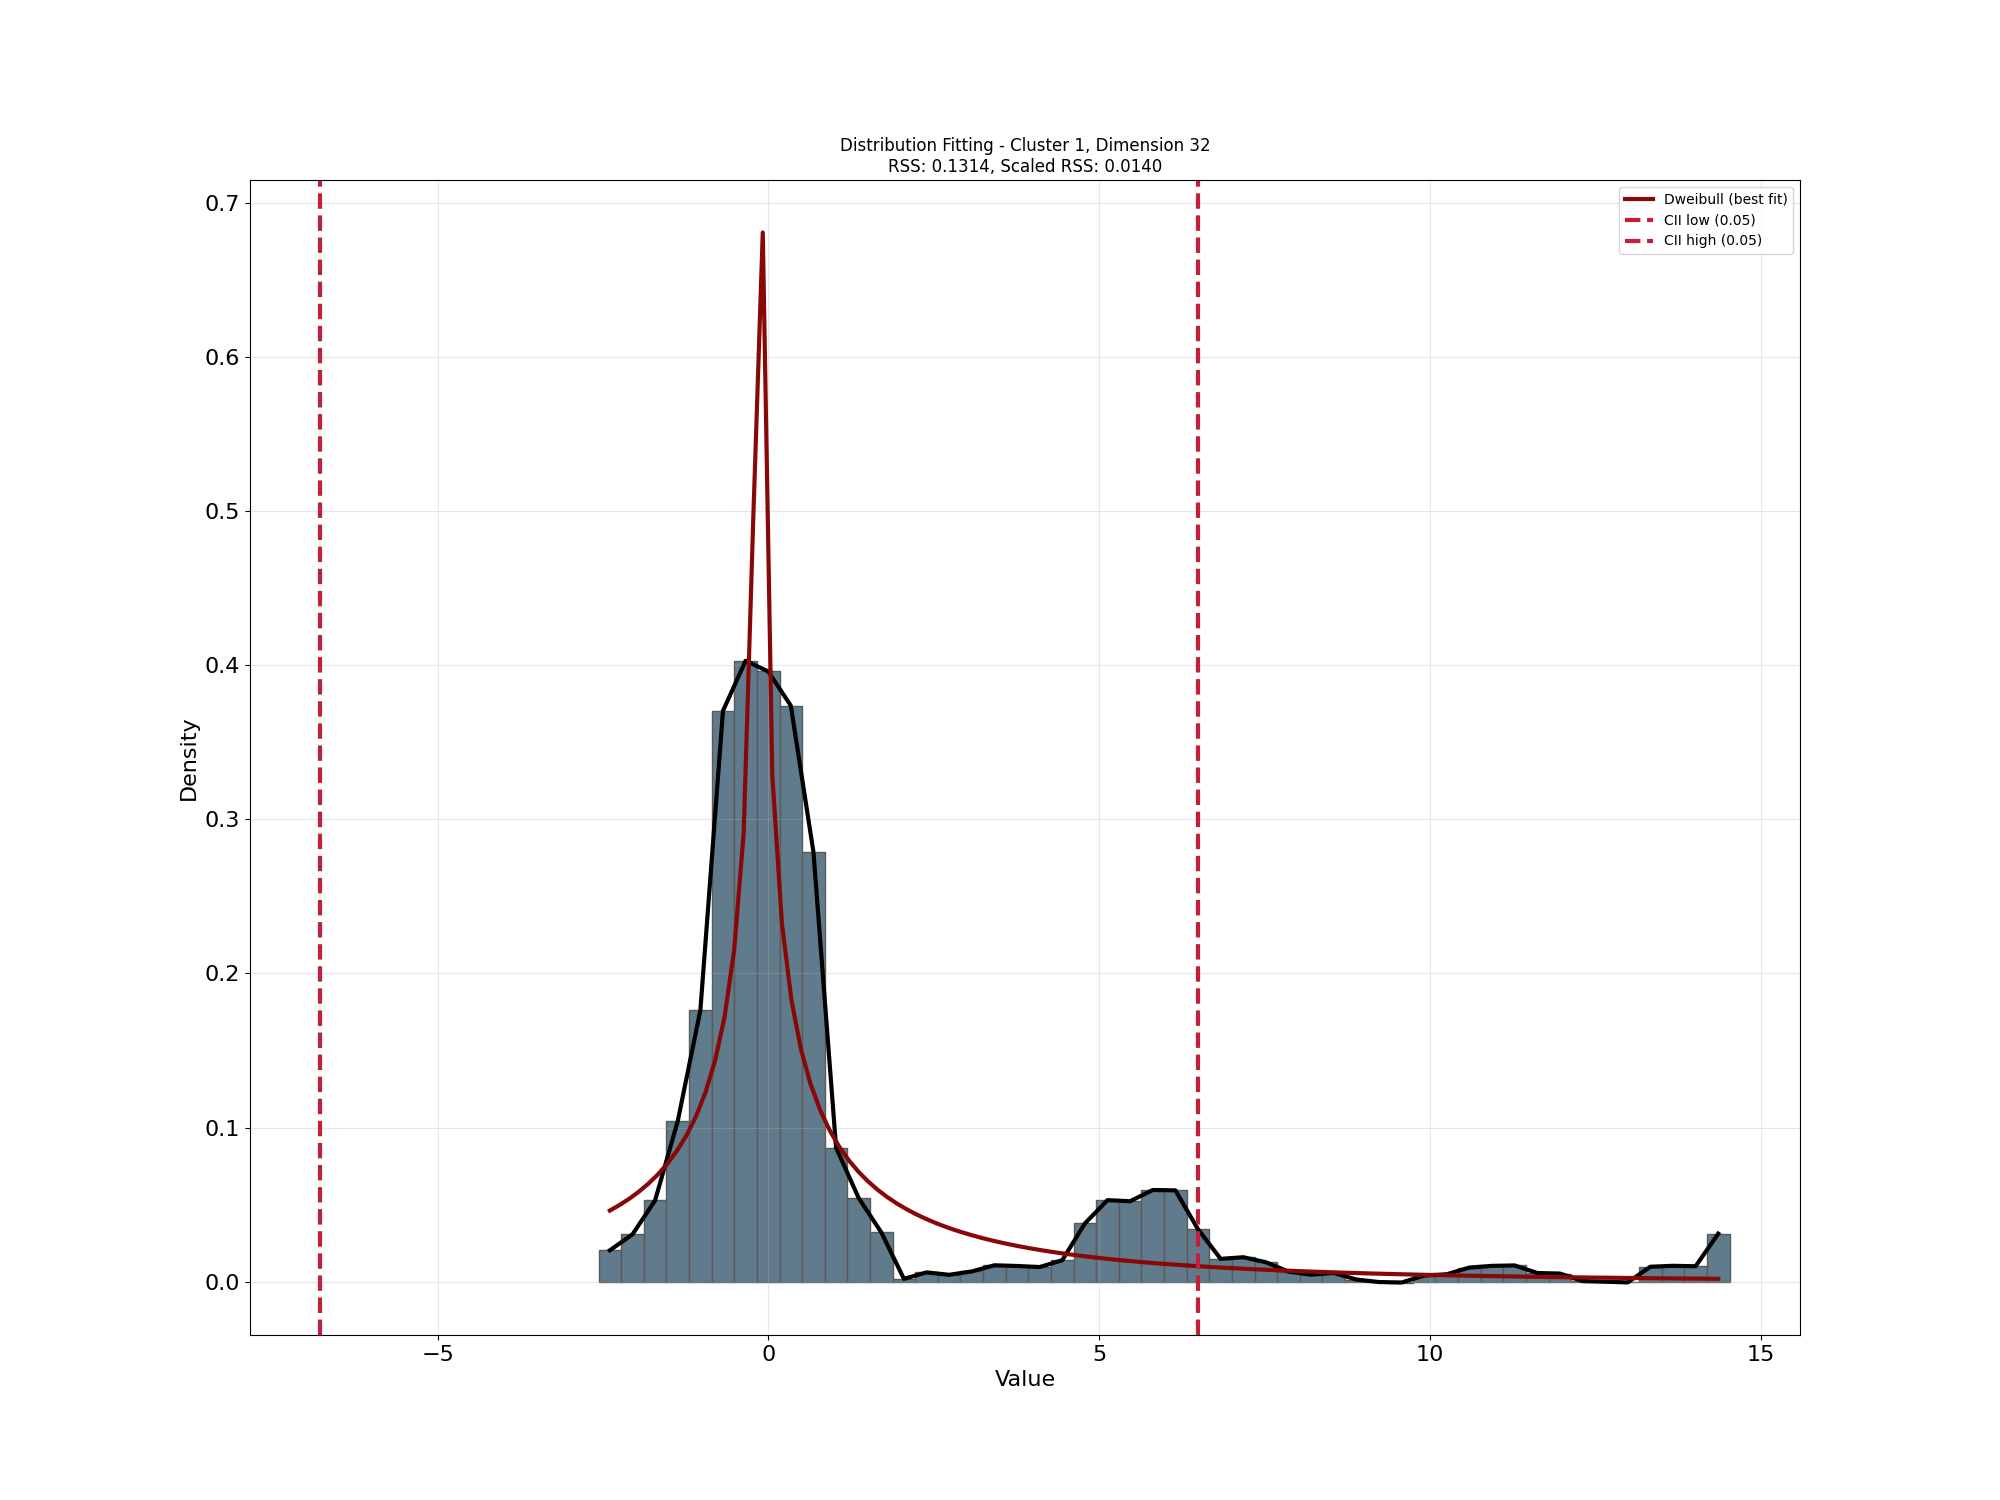 Distribution Fitting - Cluster 1, Dimension 32
RSS: 0.1314, Scaled RSS: 0.0140
Dweibull (best fit)
CII low (0.05)
CII high (0.05)
0.7
0.6
0.5
0.4
0.3
0.2
0.1
0.0
Density
−5
0
5
10
15
Value